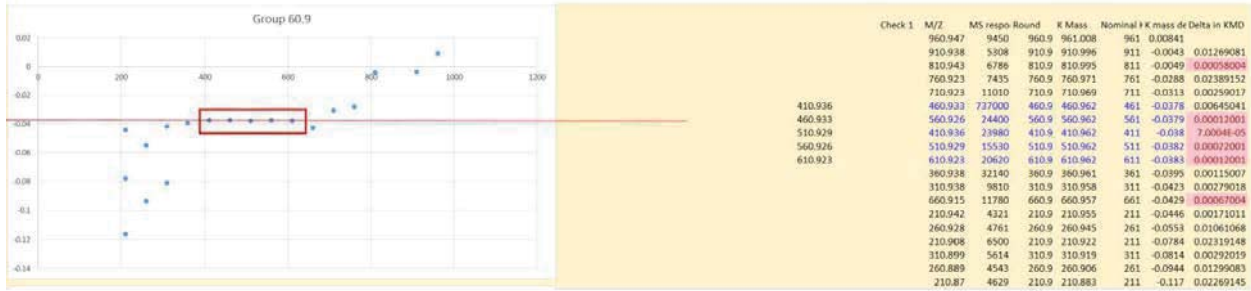 Group 60.9
0.02
0
-0.02
-0.04
-0.06
-0.08
-0.1
-0.12
-0.14
0 200 400 600 800 1000 1200
Check 1 M/Z MS respo Round K Mass Nominal K K mass de Delta in KMD
960.947 9450 960.9 961.008 961 0.00841
910.938 5308 910.9 910.996 911 -0.0043 0.01269081
810.943 6786 810.9 810.995 811 -0.0049 0.00058004
760.923 7435 760.9 760.971 761 -0.0288 0.02389152
710.923 11010 710.9 710.969 711 -0.0313 0.00259017
410.936 460.933 737000 460.9 460.962 461 -0.0378 0.00645041
460.933 560.926 24400 560.9 560.962 561 -0.0379 0.00012001
510.929 410.936 23980 410.9 410.962 411 -0.038 7.0004E-05
560.926 510.929 15530 510.9 510.962 511 -0.0382 0.00022001
610.923 610.923 20620 610.9 610.962 611 -0.0383 0.00012001
360.938 32140 360.9 360.961 361 -0.0395 0.00115007
310.938 9810 310.9 310.958 311 -0.0423 0.00279018
660.915 11780 660.9 660.957 661 -0.0429 0.00067004
210.942 4321 210.9 210.955 211 -0.0446 0.00171011
260.928 4761 260.9 260.945 261 -0.0553 0.01061068
210.908 6500 210.9 210.922 211 -0.0784 0.02319148
310.899 5614 310.9 310.919 311 -0.0814 0.00292019
260.889 4543 260.9 260.906 261 -0.0944 0.01299083
210.87 4629 210.9 210.883 211 -0.117 0.02269145